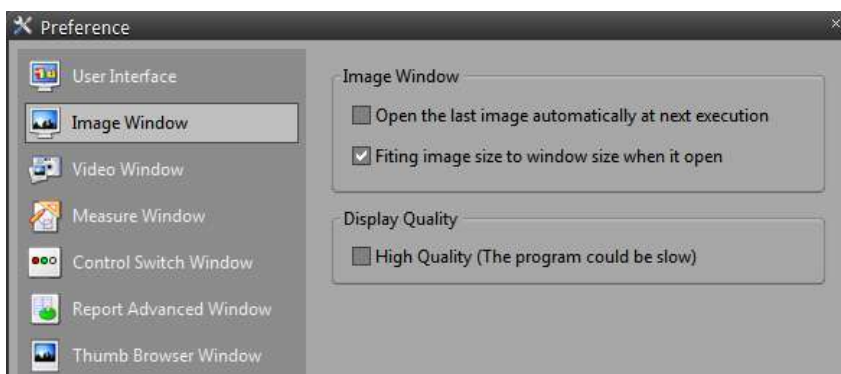 Preference
User Interface
Image Window
Video Window
Measure Window
Control Switch Window
Report Advanced Window
Thumb Browser Window
Image Window
Open the last image automatically at next execution
Fiting image size to window size when it open
Display Quality
High Quality (The program could be slow)